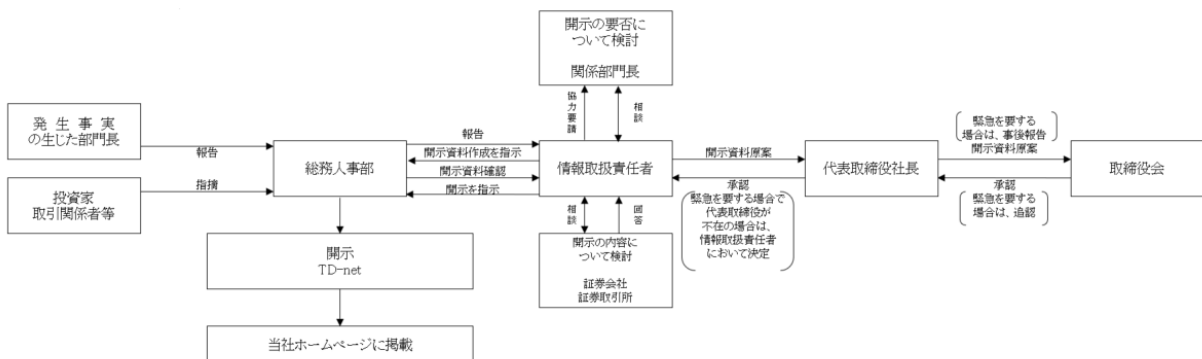 開示の要否に
ついて検討
関係部門長
協力要請
相談
発生事実
の生じた部門長
報告
投資家
取引関係者等
指摘
総務人事部
報告
開示資料作成を指示
開示資料確認
開示を指示
情報取扱責任者
開示資料原案
承認
緊急を要する場合で
代表取締役が
不在の場合は、
情報取扱責任者
において決定
代表取締役社長
緊急を要する
場合は、事後報告
開示資料原案
承認
緊急を要する
場合は、追認
取締役会
相談
回答
開示の内容に
ついて検討
証券会社
証券取引所
開示
TD-net
当社ホームページに掲載